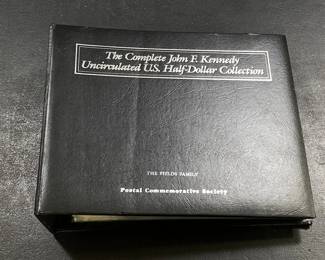 The Complete John F. Kennedy
Uncirculated U.S. Half-Dollar Collection
THE FIELDS FAMILY
Postal Commemorative Society